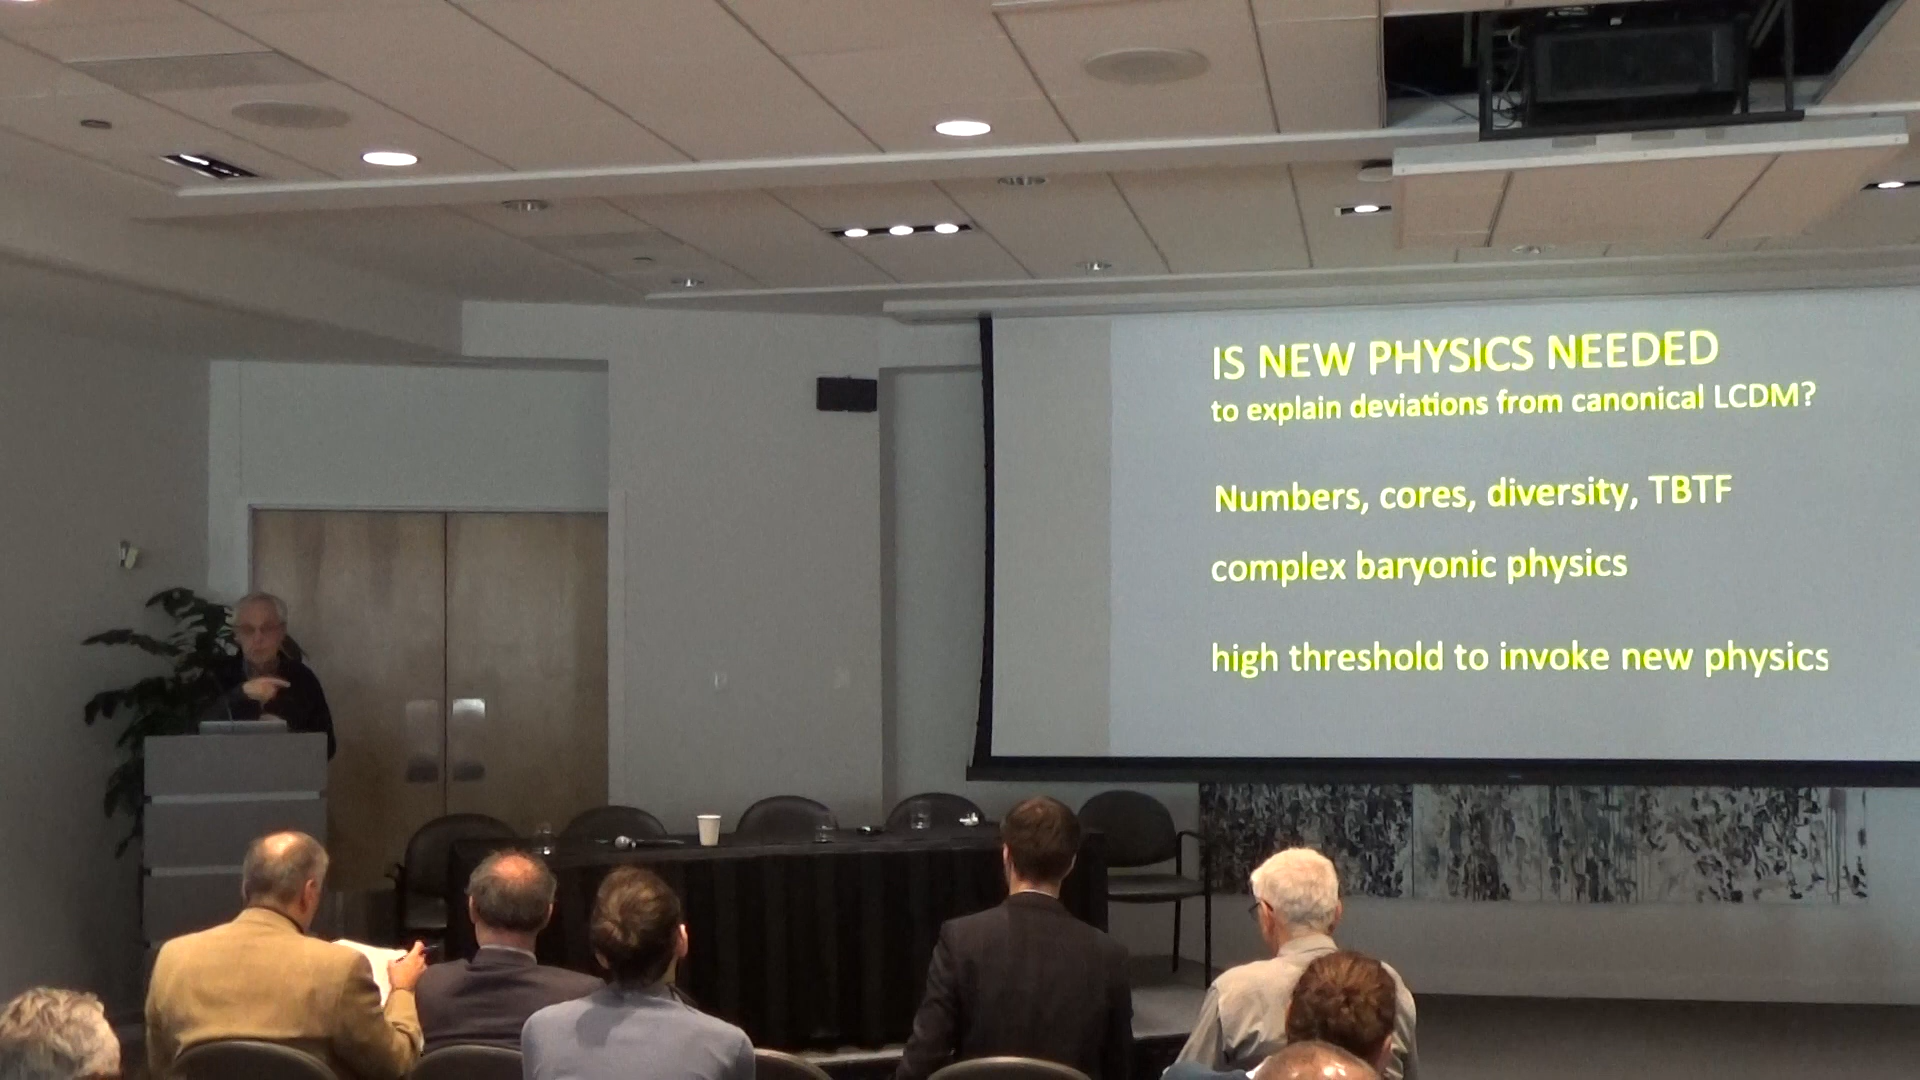 IS NEW PHYSICS NEEDED
to explain deviations from canonical LCDM?
Numbers, cores, diversity, TBTF
complex baryonic physics
high threshold to invoke new physics